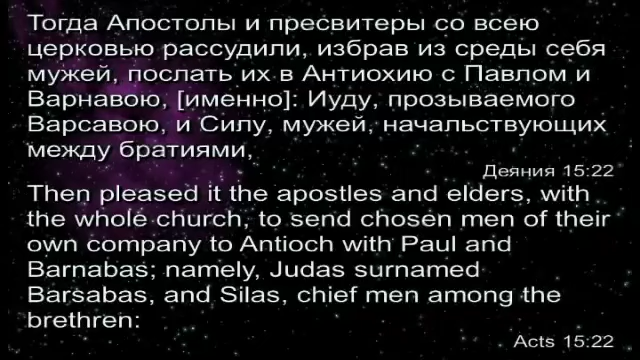 Тогда Апостолы и пресвитеры со всею
церковью рассудили, избрав из среды себя
мужей, послать их в Антиохию с Павлом и
Варнавою, [именно]: Иуду, прозываемого
Варсавою, и Силу, мужей, начальствующих
между братиями,
Деяния 15:22
Then pleased it the apostles and elders, with
the whole church, to send chosen men of their
own company to Antioch with Paul and
Barnabas; namely, Judas surnamed
Barsabas, and Silas, chief men among the
brethren:
Acts 15:22